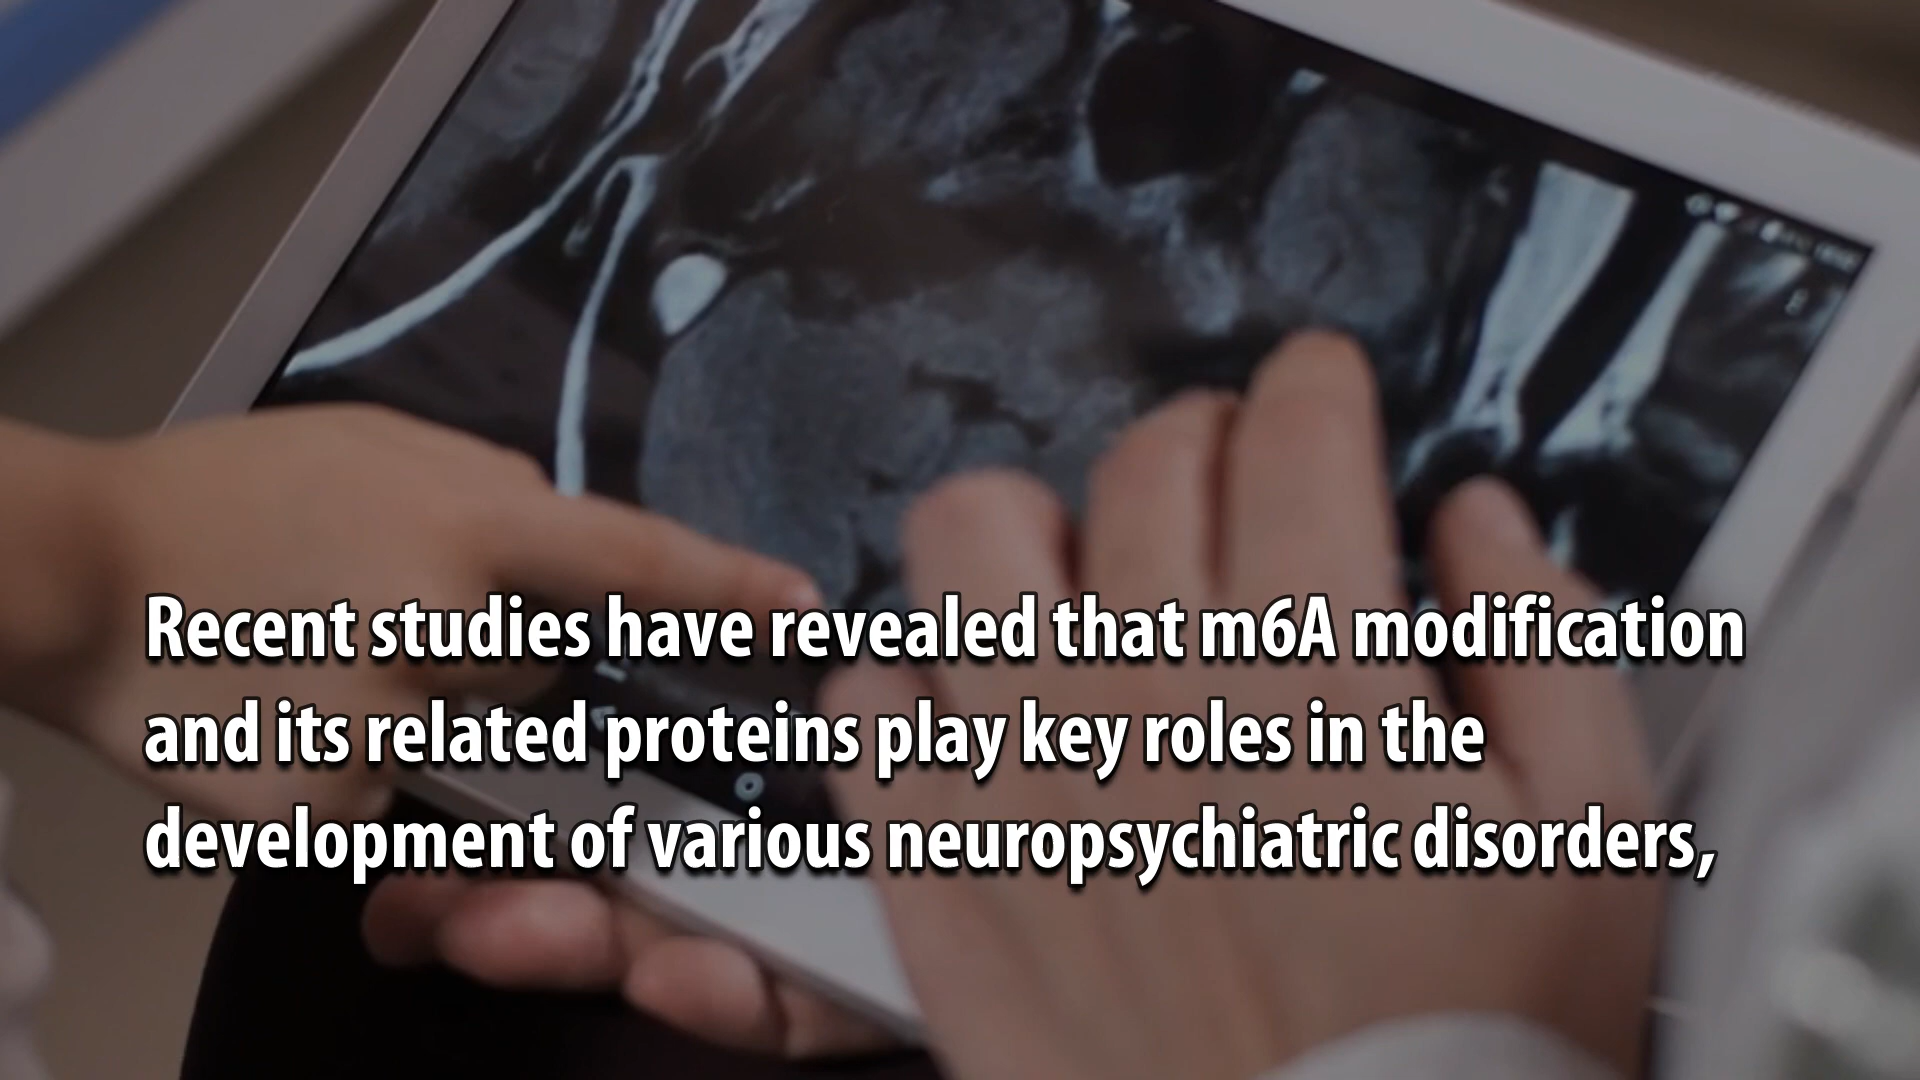 Recent studies have revealed that m6A modification
and its related proteins play key roles in the
development of various neuropsychiatric disorders,